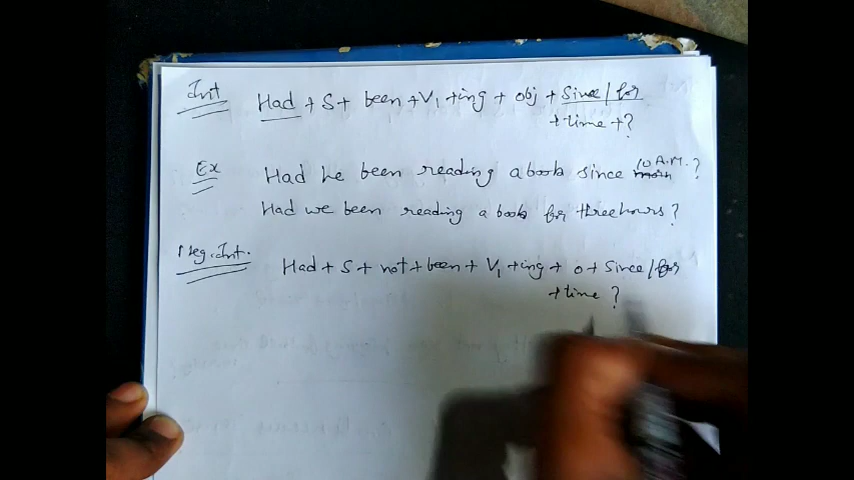 Int Had + S + been + V1 + ing + obj + Since / for
+ time + ?
Ex Had he been reading a book since 10 A.M. ?
Had we been reading a book for three hours ?
Neg. Int. Had + S + not + been + V1 + ing + o + Since / for
+ time ?